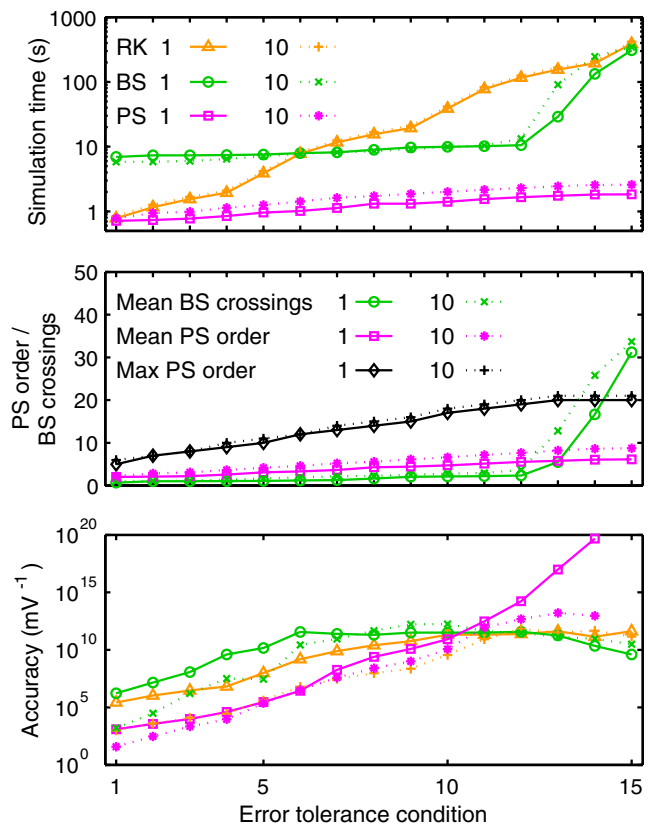 1000
100
10
1
Simulation time (s)
RK 1 10
BS 1 10
PS 1 10
50
40
30
20
10
0
PS order /
BS crossings
Mean BS crossings 1 10
Mean PS order 1 10
Max PS order 1 10
10^20
10^15
10^10
10^5
10^0
Accuracy (mV^-1)
1 5 10 15
Error tolerance condition